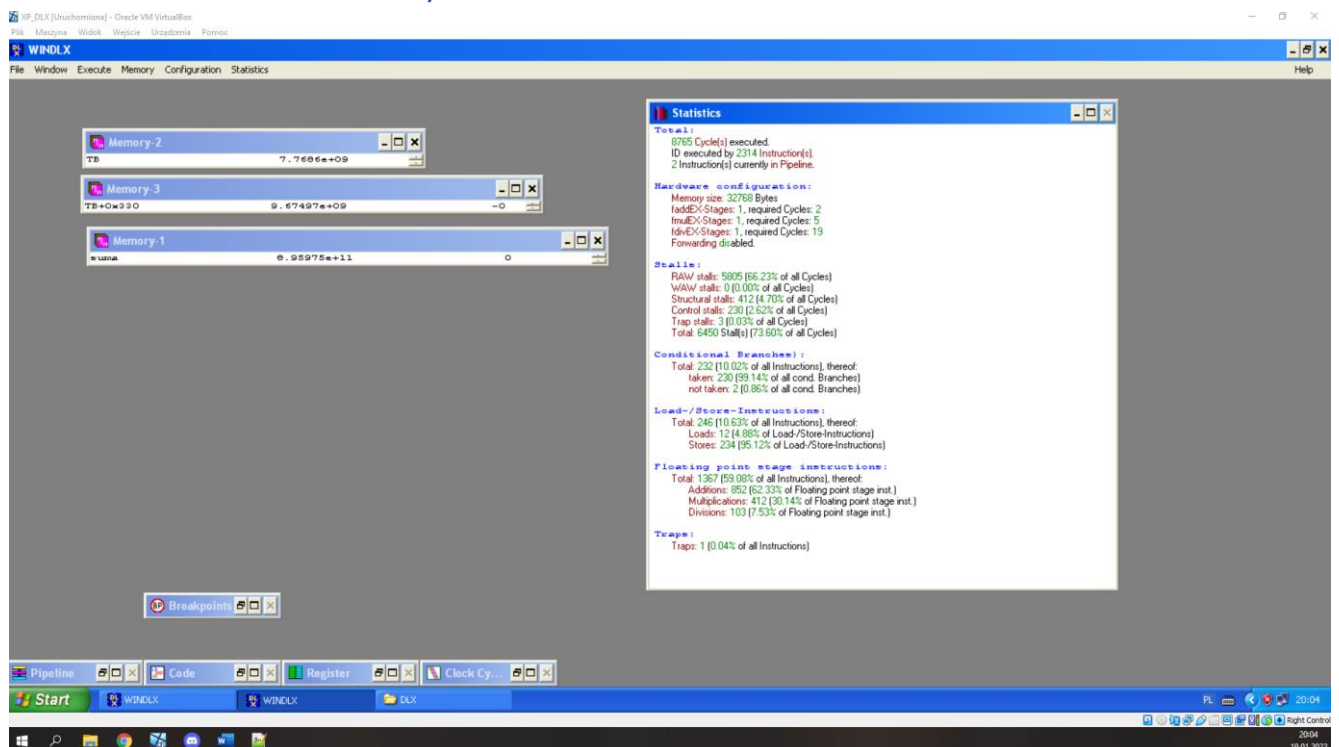 XP_DLX [Uruchomiona] - Oracle VM VirtualBox
Plik Maszyna Widok Wejście Urządzenia Pomoc
WINDLX
File Window Execute Memory Configuration Statistics Help
Memory-2
TB 7.7686e+09
Memory-3
TB+0x330 9.67497e+09 -0
Memory-1
suma 8.95975e+11 0
Statistics
Total:
8765 Cycle(s) executed.
ID executed by 2314 Instruction(s).
2 Instruction(s) currently in Pipeline.
Hardware configuration:
Memory size: 32768 Bytes
faddEX-Stages: 1, required Cycles: 2
fmulEX-Stages: 1, required Cycles: 5
fdivEX-Stages: 1, required Cycles: 19
Forwarding disabled.
Stalls:
RAW stalls: 5805 (66.23% of all Cycles)
WAW stalls: 0 (0.00% of all Cycles)
Structural stalls: 412 (4.70% of all Cycles)
Control stalls: 230 (2.62% of all Cycles)
Trap stalls: 3 (0.03% of all Cycles)
Total: 6450 Stall(s) (73.60% of all Cycles)
Conditional Branches):
Total: 232 (10.02% of all Instructions), thereof:
taken: 230 (99.14% of all cond. Branches)
not taken: 2 (0.86% of all cond. Branches)
Load-/Store-Instructions:
Total: 246 (10.63% of all Instructions), thereof:
Loads: 12 (4.88% of Load-/Store-Instructions)
Stores: 234 (95.12% of Load-/Store-Instructions)
Floating point stage instructions:
Total: 1367 (59.08% of all Instructions), thereof:
Additions: 852 (62.33% of Floating point stage inst.)
Multiplications: 412 (30.14% of Floating point stage inst.)
Divisions: 103 (7.53% of Floating point stage inst.)
Traps:
Traps: 1 (0.04% of all Instructions)
BP Breakpoints
Pipeline Code Register Clock Cy...
Start WINDLX WINDLX DLX PL 20:04
Right Control
20:04